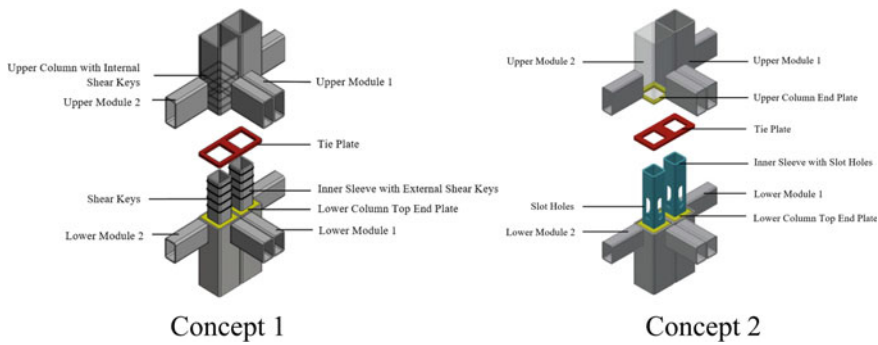 Upper Column with Internal
Shear Keys
Upper Module 1
Upper Module 2
Tie Plate
Shear Keys
Inner Sleeve with External Shear Keys
Lower Column Top End Plate
Lower Module 2
Lower Module 1
Concept 1
Upper Module 2
Upper Module 1
Upper Column End Plate
Tie Plate
Inner Sleeve with Slot Holes
Lower Module 1
Slot Holes
Lower Column Top End Plate
Lower Module 2
Concept 2